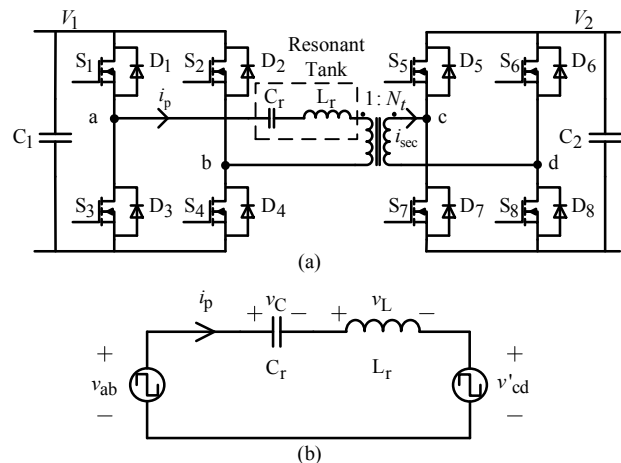 V1 V2
S1 D1 S2 D2 Resonant Tank S5 D5 S6 D6
ip Cr Lr 1: Nt
a isec c
C1 b d C2
S3 D3 S4 D4 S7 D7 S8 D8
(a)
ip + vC − + vL −
Cr Lr
+ +
vab v'cd
− −
(b)